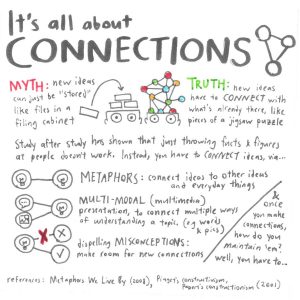 It's all about
CONNECTIONS
MYTH: new ideas
can just be "stored"
like files in a
filing cabinet
TRUTH: new ideas
have to CONNECT with
what's already there, like
pieces of a jigsaw puzzle
Study after study has shown that just throwing facts & figures
at people doesn't work. Instead, you have to CONNECT ideas, via...
METAPHORS: connect ideas to other ideas
and everyday things
MULTI-MODAL (multimedia)
presentation, to connect multiple ways
of understanding a topic. (eg words
& pics)
dispelling MISCONCEPTIONS:
make room for new connections
& once
you make
connections,
how do you
maintain 'em?
well, you have to...
references: Metaphors We Live By (2008), Piaget's constructivism,
Papert's constructionism (2001)